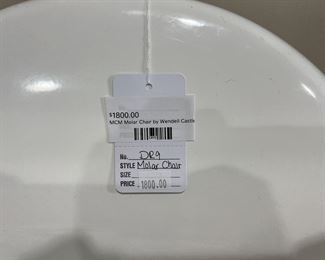 $1800.00
MCM Molar Chair by Wendell Castle
No. DR9
STYLE Molar Chair
SIZE
PRICE 1800.00